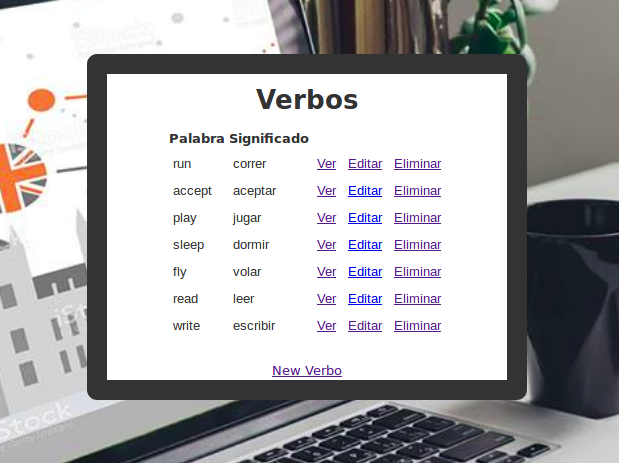 Verbos
Palabra Significado
run correr Ver Editar Eliminar
accept aceptar Ver Editar Eliminar
play jugar Ver Editar Eliminar
sleep dormir Ver Editar Eliminar
fly volar Ver Editar Eliminar
read leer Ver Editar Eliminar
write escribir Ver Editar Eliminar
New Verbo